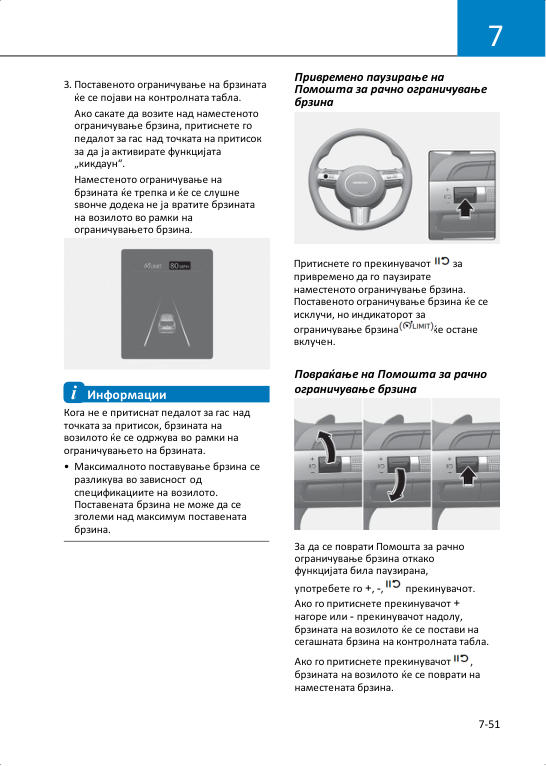 7
3. Поставеното ограничување на брзината
ќе се појави на контролната табла.
Ако сакате да возите над наместеното
ограничување брзина, притиснете го
педалот за гас над точката на притисок
за да ја активирате функцијата
„кикдаун“.
Наместеното ограничување на
брзината ќе трепка и ќе се слушне
ѕвонче додека не ја вратите брзината
на возилото во рамки на
ограничувањето брзина.
LIMIT 80 MPH
i Информации
Кога не е притиснат педалот за гас над
точката за притисок, брзината на
возилото ќе се одржува во рамки на
ограничувањето на брзината.
• Максималното поставување брзина се
разликува во зависност од
спецификациите на возилото.
Поставената брзина не може да се
зголеми над максимум поставената
брзина.
Привремено паузирање на
Помошта за рачно ограничување
брзина
Притиснете го прекинувачот за
привремено да го паузирате
наместеното ограничување брзина.
Поставеното ограничување брзина ќе се
исклучи, но индикаторот за
ограничување брзина( LIMIT)ќе остане
вклучен.
Повраќање на Помошта за рачно
ограничување брзина
За да се поврати Помошта за рачно
ограничување брзина откако
функцијата била паузирана,
употребете го +, -, прекинувачот.
Ако го притиснете прекинувачот +
нагоре или - прекинувачот надолу,
брзината на возилото ќе се постави на
сегашната брзина на контролната табла.
Ако го притиснете прекинувачот ,
брзината на возилото ќе се поврати на
наместената брзина.
7-51